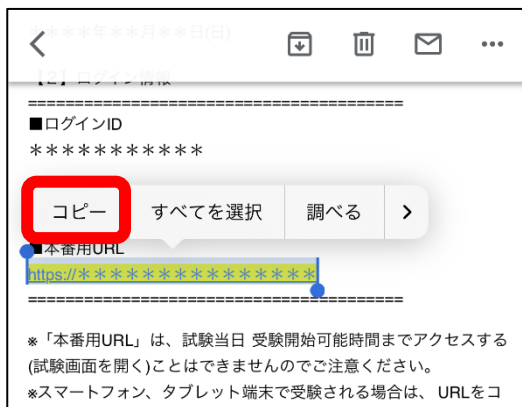 ＊＊＊＊年＊＊月＊＊日(日)
【2】ログイン情報
========================================
■ログインID
＊＊＊＊＊＊＊＊＊＊＊
コピー すべてを選択 調べる
■本番用URL
https://＊＊＊＊＊＊＊＊＊＊＊＊＊＊＊
========================================
※「本番用URL」は、試験当日 受験開始可能時間までアクセスする
(試験画面を開く)ことはできませんのでご注意ください。
※スマートフォン、タブレット端末で受験される場合は、 URLをコ